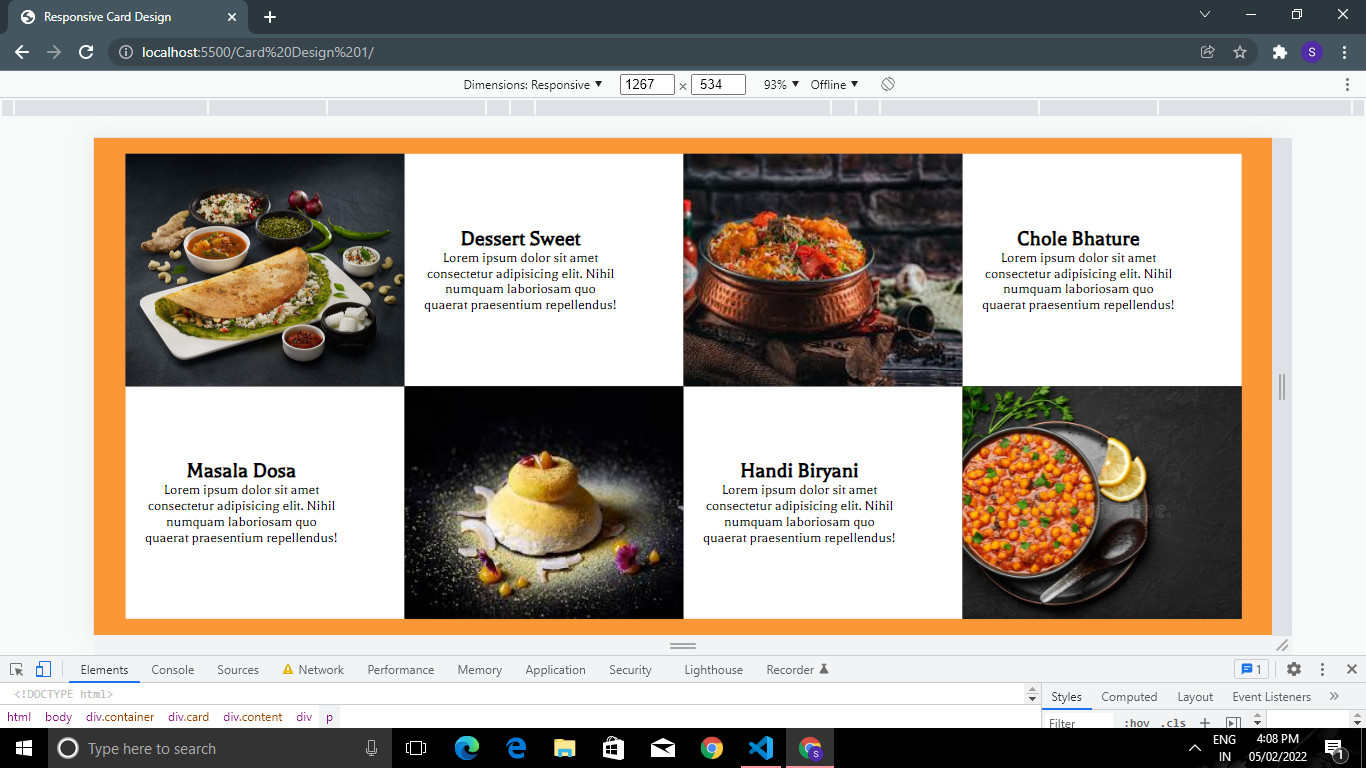 Responsive Card Design
localhost:5500/Card%20Design%201/
S
Dimensions: Responsive ▼ 1267 × 534 93% ▼ Offline ▼
Dessert Sweet
Lorem ipsum dolor sit amet
consectetur adipisicing elit. Nihil
numquam laboriosam quo
quaerat praesentium repellendus!
Chole Bhature
Lorem ipsum dolor sit amet
consectetur adipisicing elit. Nihil
numquam laboriosam quo
quaerat praesentium repellendus!
Masala Dosa
Lorem ipsum dolor sit amet
consectetur adipisicing elit. Nihil
numquam laboriosam quo
quaerat praesentium repellendus!
Handi Biryani
Lorem ipsum dolor sit amet
consectetur adipisicing elit. Nihil
numquam laboriosam quo
quaerat praesentium repellendus!
Elements Console Sources Network Performance Memory Application Security Lighthouse Recorder 1
<!DOCTYPE html>
Styles Computed Layout Event Listeners »
html body div.container div.card div.content div p
Filter :hov .cls +
Type here to search
ENG
IN
4:08 PM
05/02/2022
1